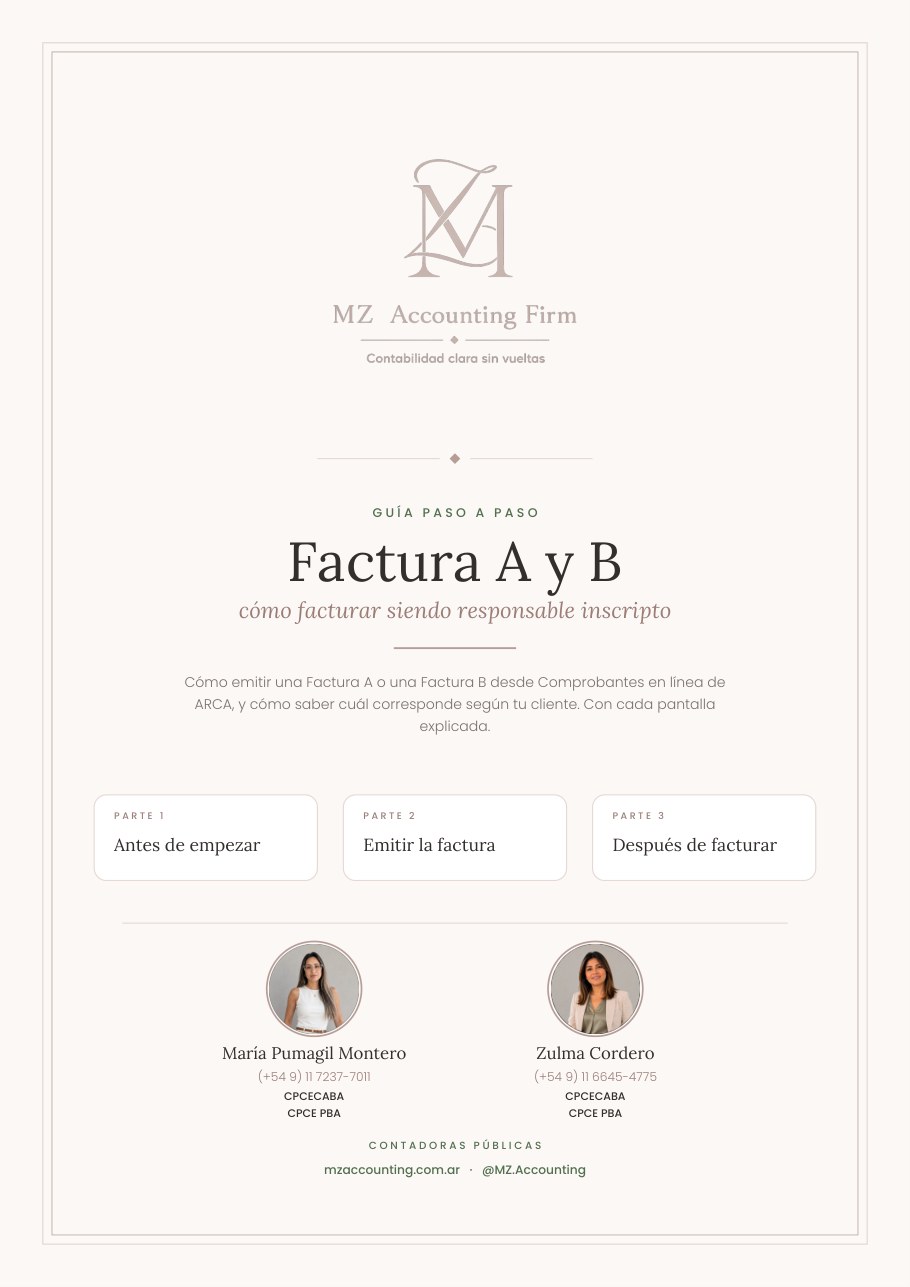 MZ
MZ Accounting Firm
Contabilidad clara sin vueltas
GUÍA PASO A PASO
Factura A y B
cómo facturar siendo responsable inscripto
Cómo emitir una Factura A o una Factura B desde Comprobantes en línea de
ARCA, y cómo saber cuál corresponde según tu cliente. Con cada pantalla
explicada.
PARTE 1
Antes de empezar
PARTE 2
Emitir la factura
PARTE 3
Después de facturar
María Pumagil Montero
(+54 9) 11 7237-7011
CPCECABA
CPCE PBA
Zulma Cordero
(+54 9) 11 6645-4775
CPCECABA
CPCE PBA
CONTADORAS PÚBLICAS
mzaccounting.com.ar · @MZ.Accounting